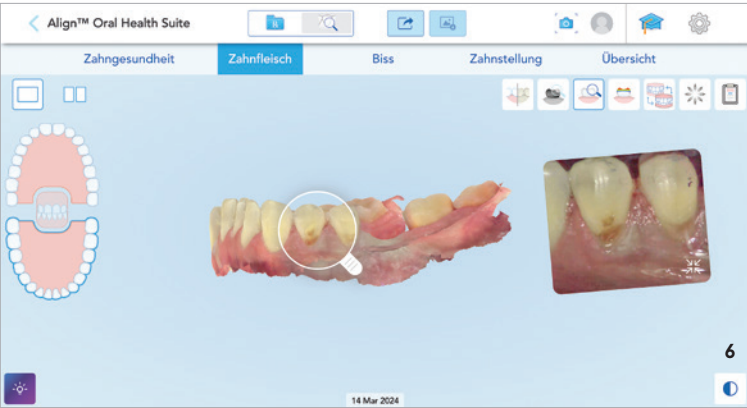 Align™ Oral Health Suite
Zahngesundheit Zahnfleisch Biss Zahnstellung Übersicht
6
14 Mar 2024